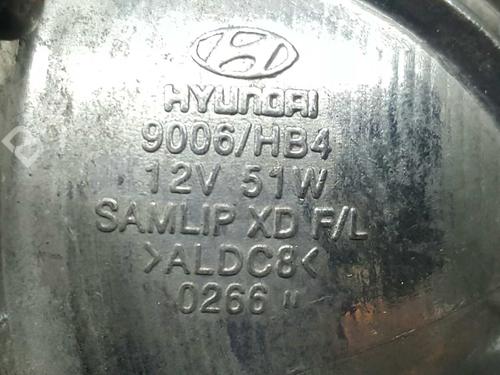 HYUNDAI
9006/HB4
12V 51W
SAMLIP XD F/L
>ALDC8<
0266